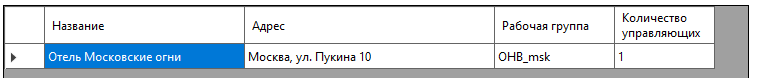 Название Адрес Рабочая группа Количество управляющих
Отель Московские огни Москва, ул. Пукина 10 OHB_msk 1